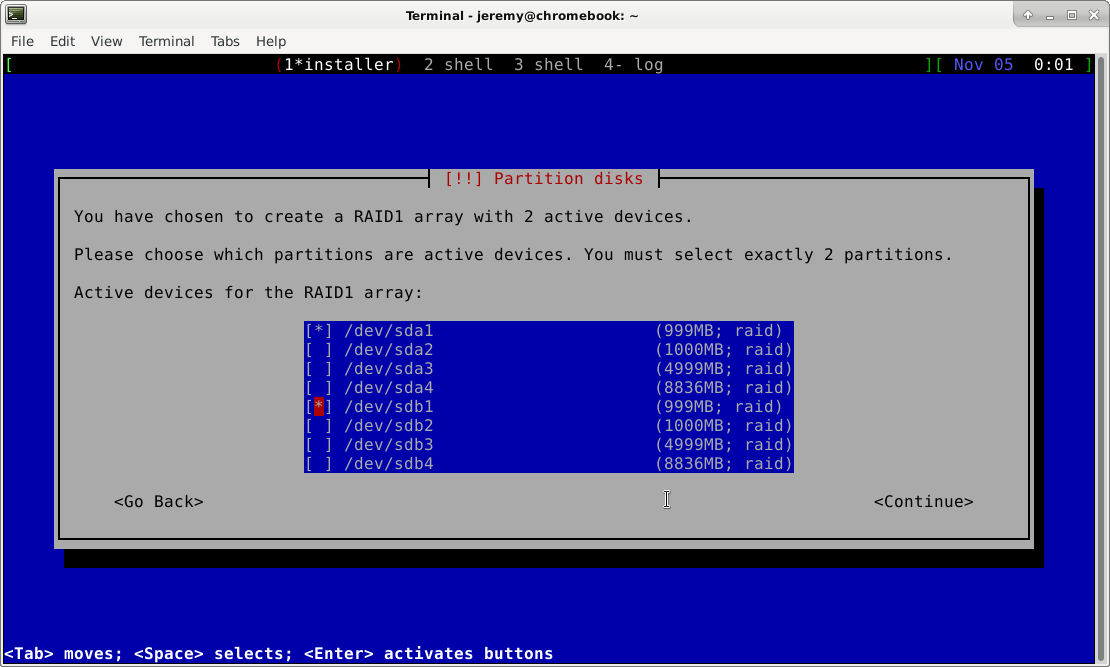 Terminal - jeremy@chromebook: ~
File Edit View Terminal Tabs Help
[ (1*installer) 2 shell 3 shell 4- log ][ Nov 05 0:01 ]
[!!] Partition disks
You have chosen to create a RAID1 array with 2 active devices.
Please choose which partitions are active devices. You must select exactly 2 partitions.
Active devices for the RAID1 array:
[*] /dev/sda1 (999MB; raid)
[ ] /dev/sda2 (1000MB; raid)
[ ] /dev/sda3 (4999MB; raid)
[ ] /dev/sda4 (8836MB; raid)
[*] /dev/sdb1 (999MB; raid)
[ ] /dev/sdb2 (1000MB; raid)
[ ] /dev/sdb3 (4999MB; raid)
[ ] /dev/sdb4 (8836MB; raid)
<Go Back> <Continue>
<Tab> moves; <Space> selects; <Enter> activates buttons